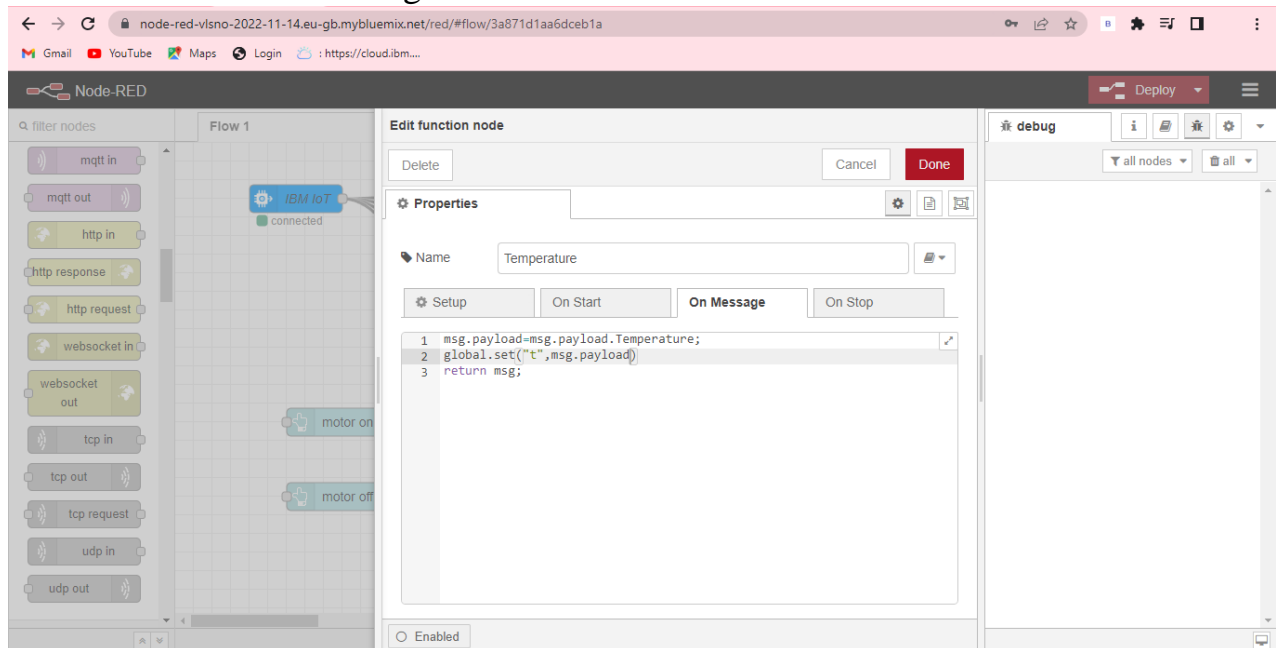 node-red-vlsno-2022-11-14.eu-gb.mybluemix.net/red/#flow/3a871d1aa6dceb1a
Gmail YouTube Maps Login : https://cloud.ibm....
Node-RED Deploy
filter nodes
Flow 1
mqtt in
mqtt out
http in
http response
http request
websocket in
websocket
out
tcp in
tcp out
tcp request
udp in
udp out
IBM IoT
connected
motor on
motor off
Edit function node
Delete Cancel Done
Properties
Name Temperature
Setup On Start On Message On Stop
1 msg.payload=msg.payload.Temperature;
2 global.set("t",msg.payload)
3 return msg;
Enabled
debug i
all nodes all